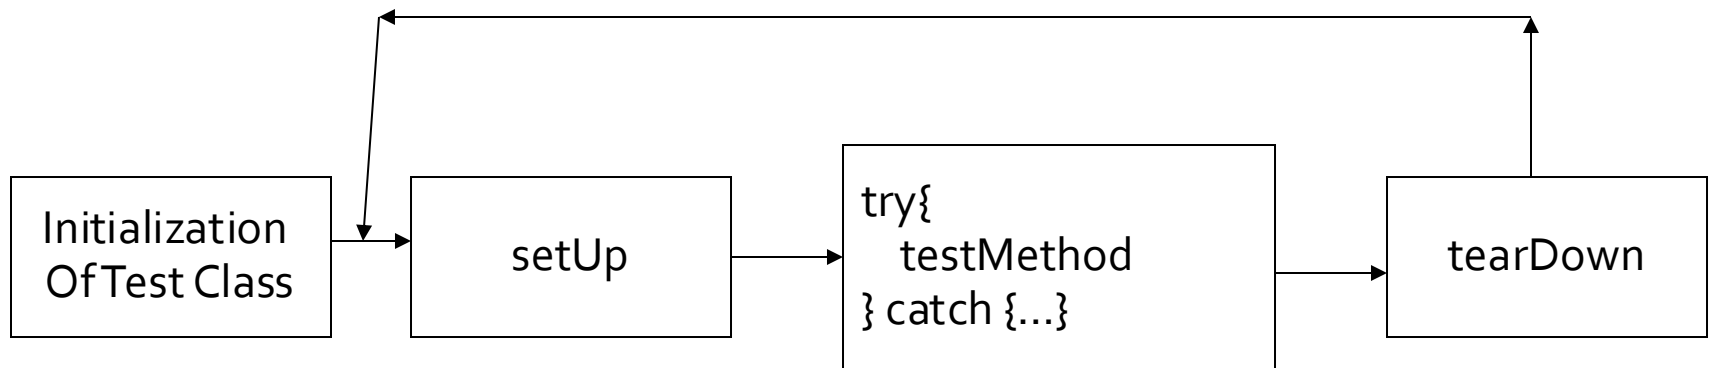 Initialization
Of Test Class
setUp
try{
testMethod
} catch {...}
tearDown